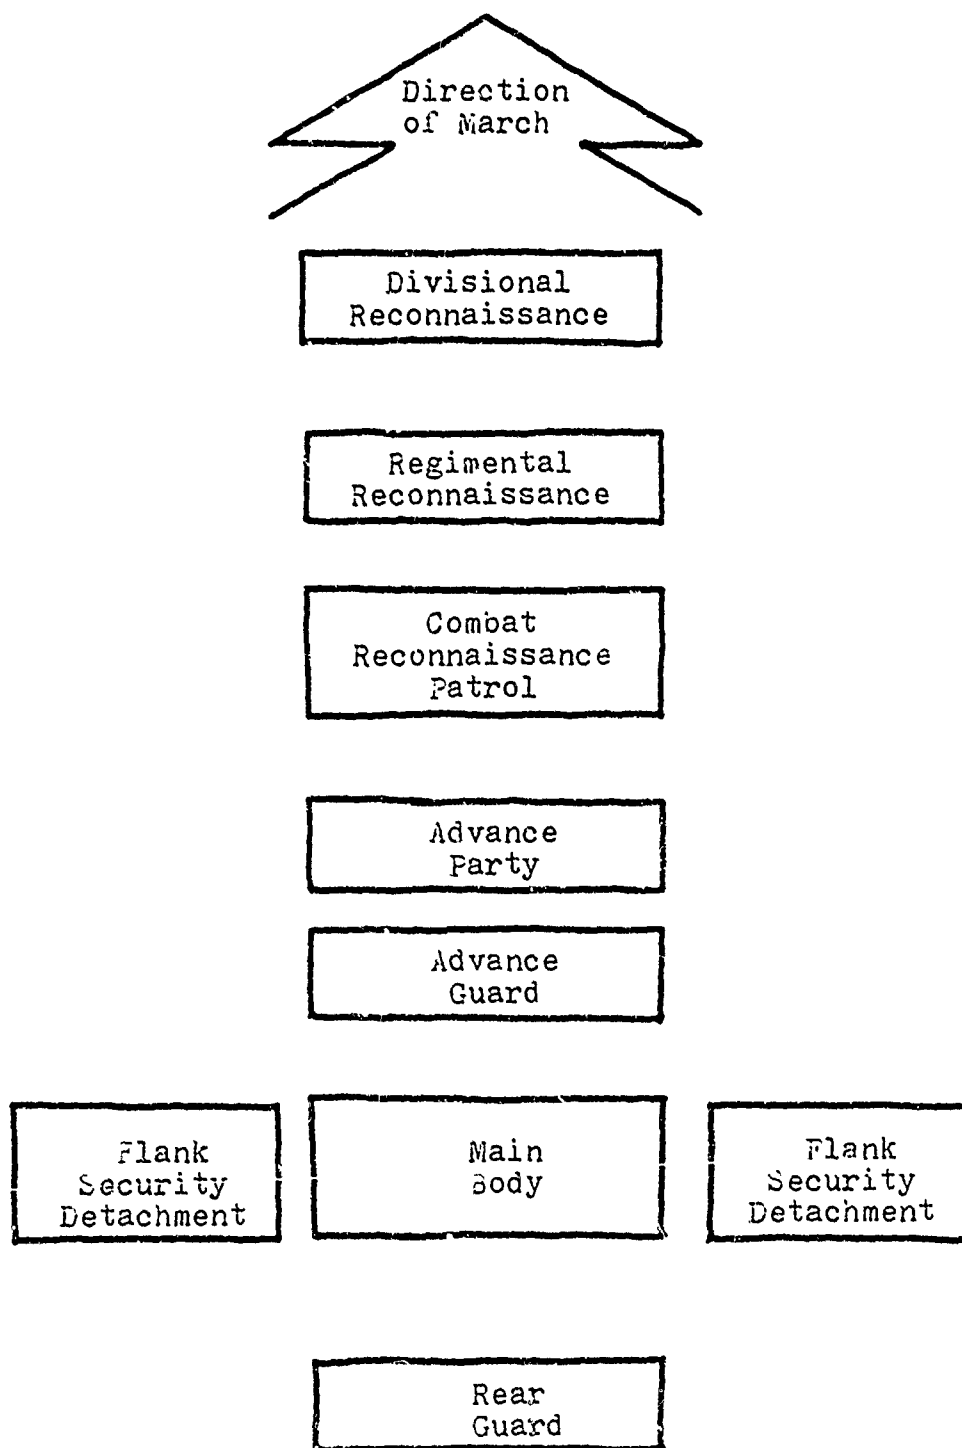 Direction
of March
Divisional
Reconnaissance
Regimental
Reconnaissance
Combat
Reconnaissance
Patrol
Advance
Party
Advance
Guard
Flank
Security
Detachment
Main
Body
Flank
Security
Detachment
Rear
Guard